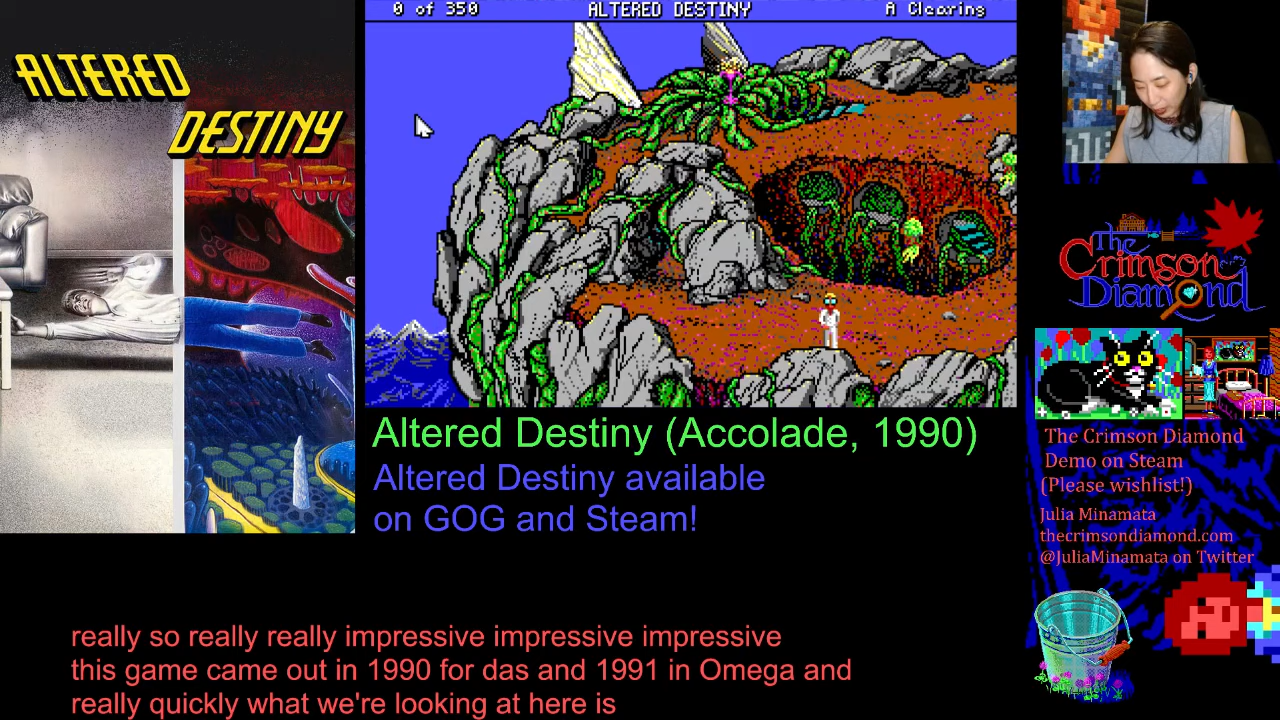 0 of 350 ALTERED DESTINY A Clearing
ALTERED
DESTINY
The
Crimson
Diamond
Altered Destiny (Accolade, 1990)
Altered Destiny available
on GOG and Steam!
The Crimson Diamond
Demo on Steam
(Please wishlist!)
Julia Minamata
thecrimsondiamond.com
@JuliaMinamata on Twitter
really so really really impressive impressive impressive
this game came out in 1990 for das and 1991 in Omega and
really quickly what we're looking at here is